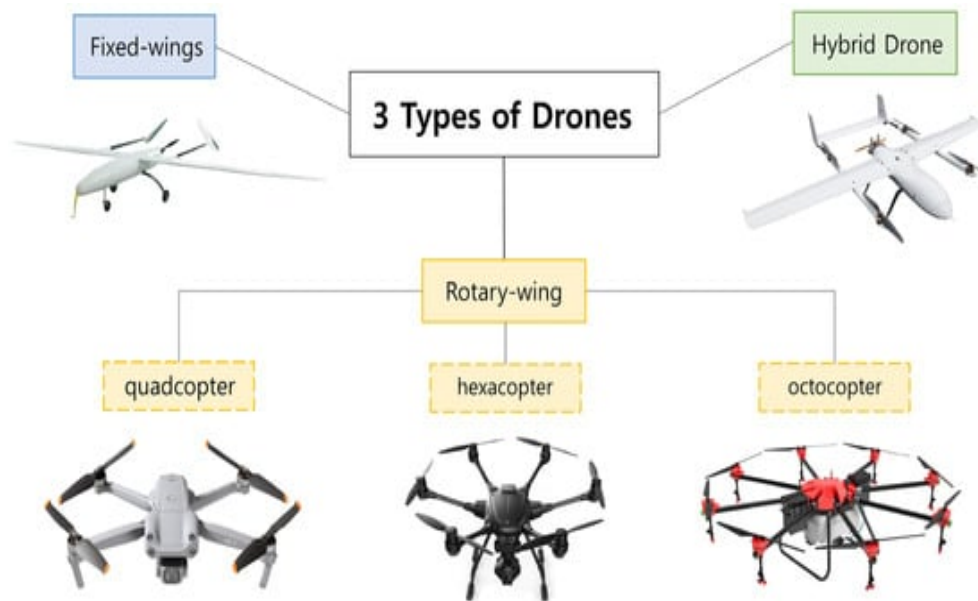 Fixed-wings
Hybrid Drone
3 Types of Drones
Rotary-wing
quadcopter
hexacopter
octocopter